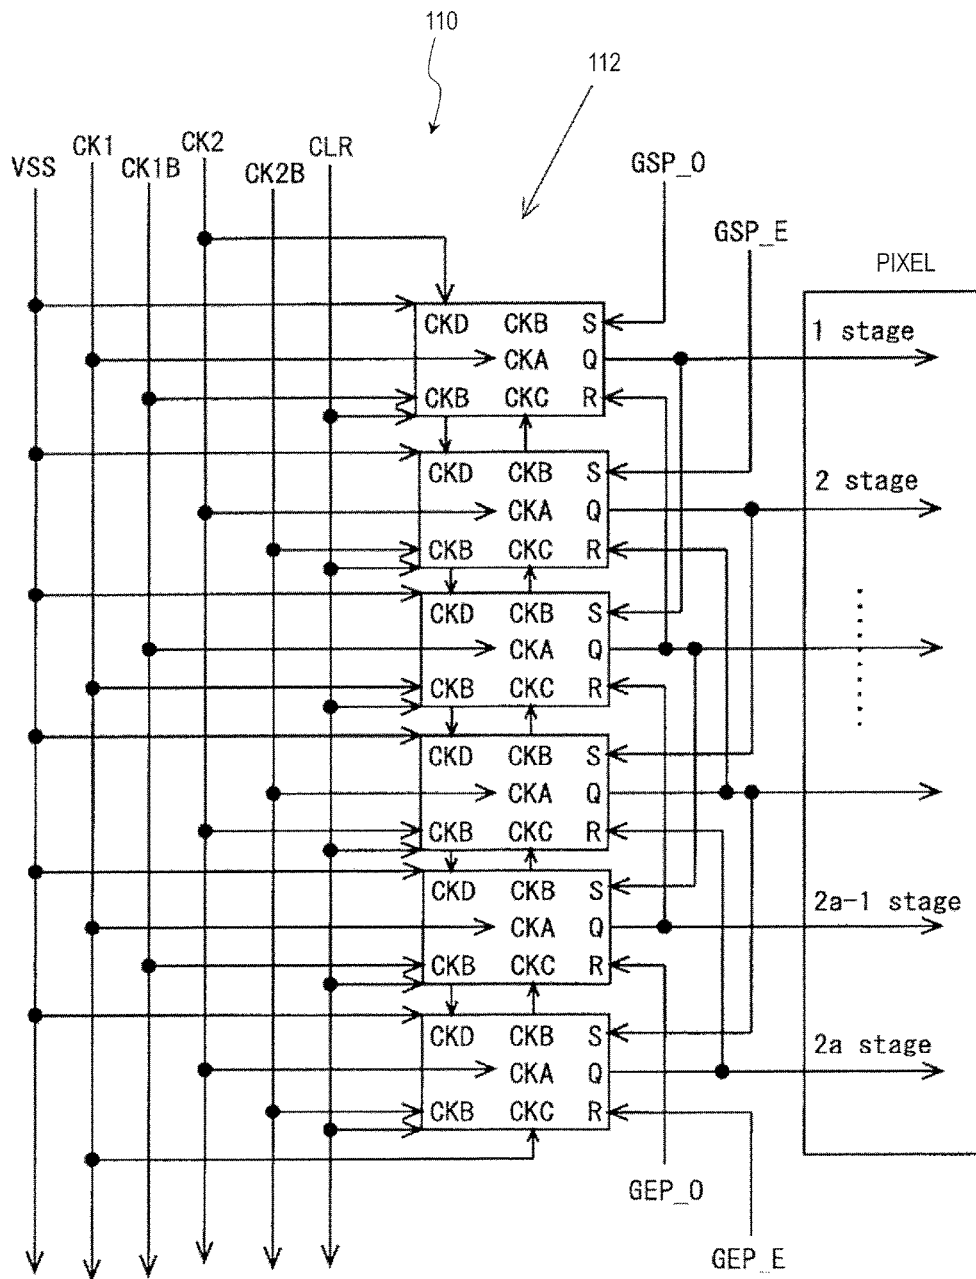 110
112
CK1
CK2
CLR
VSS
CK1B
CK2B
GSP_O
GSP_E
PIXEL
CKD CKB S
CKA Q
CKB CKC R
1 stage
CKD CKB S
CKA Q
CKB CKC R
2 stage
CKD CKB S
CKA Q
CKB CKC R
CKD CKB S
CKA Q
CKB CKC R
CKD CKB S
CKA Q
CKB CKC R
2a-1 stage
CKD CKB S
CKA Q
CKB CKC R
2a stage
GEP_O
GEP_E